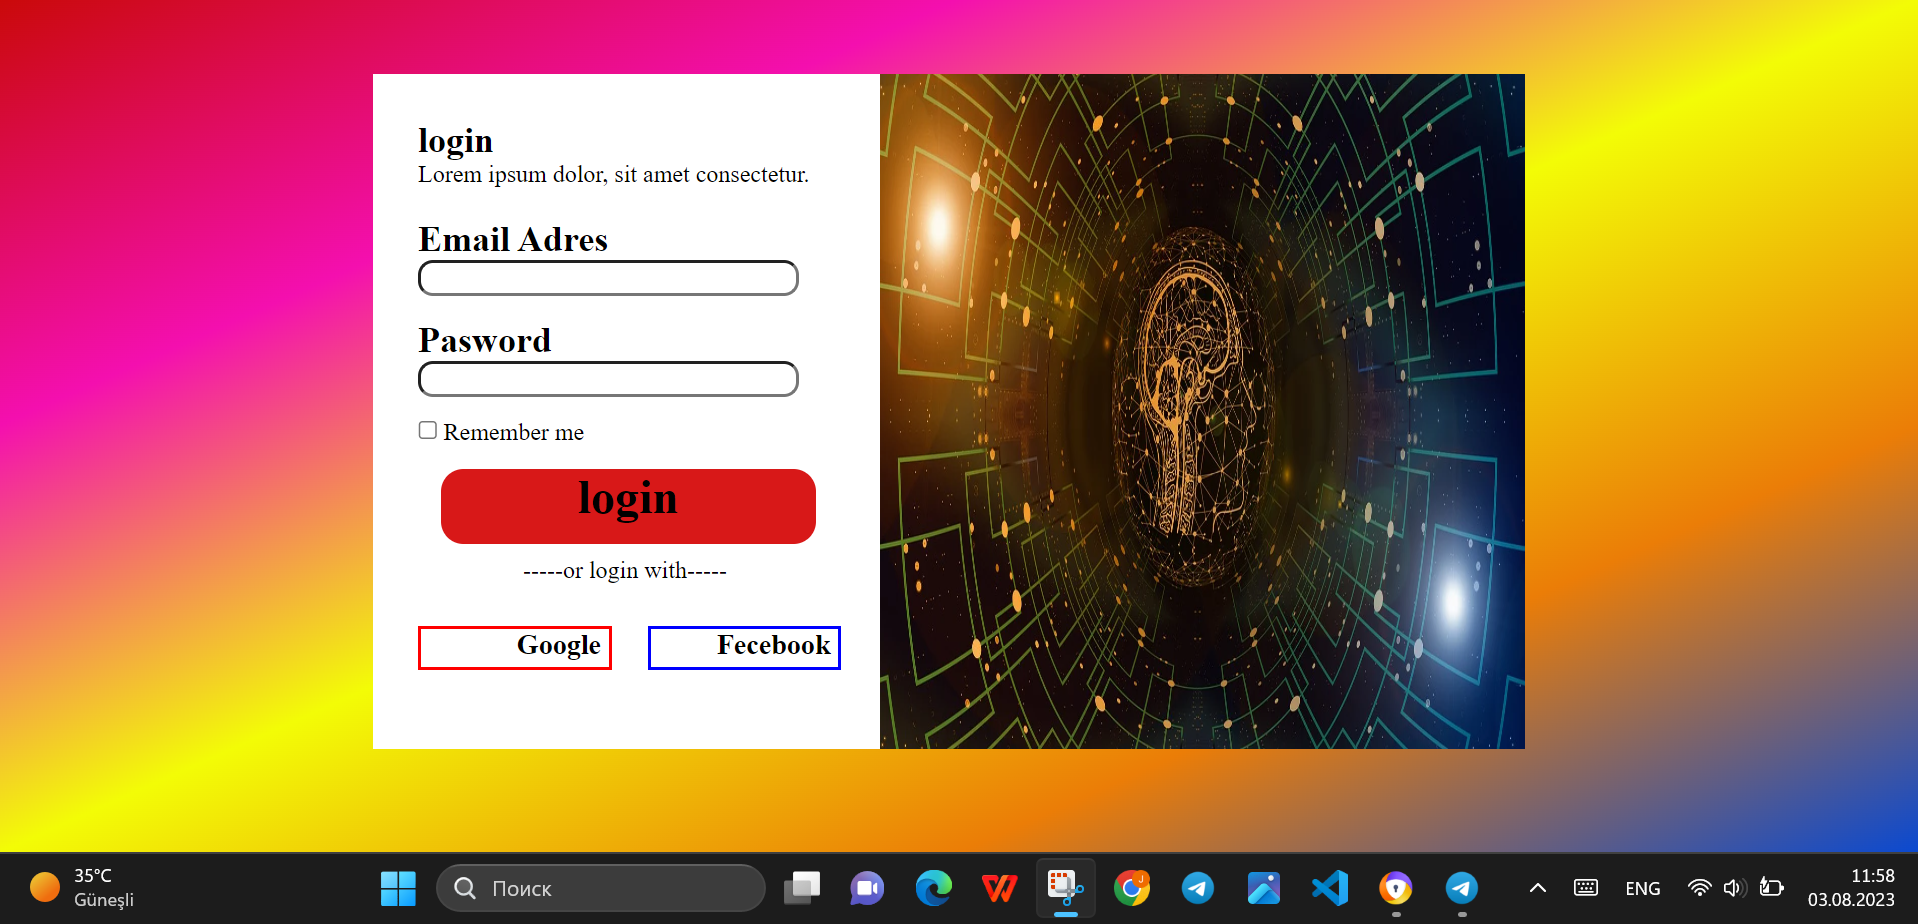 login
Lorem ipsum dolor, sit amet consectetur.
Email Adres
Pasword
Remember me
login
-----or login with-----
Google
Fecebook
35°C
Güneşli
Поиск
J
ENG
11:58
03.08.2023